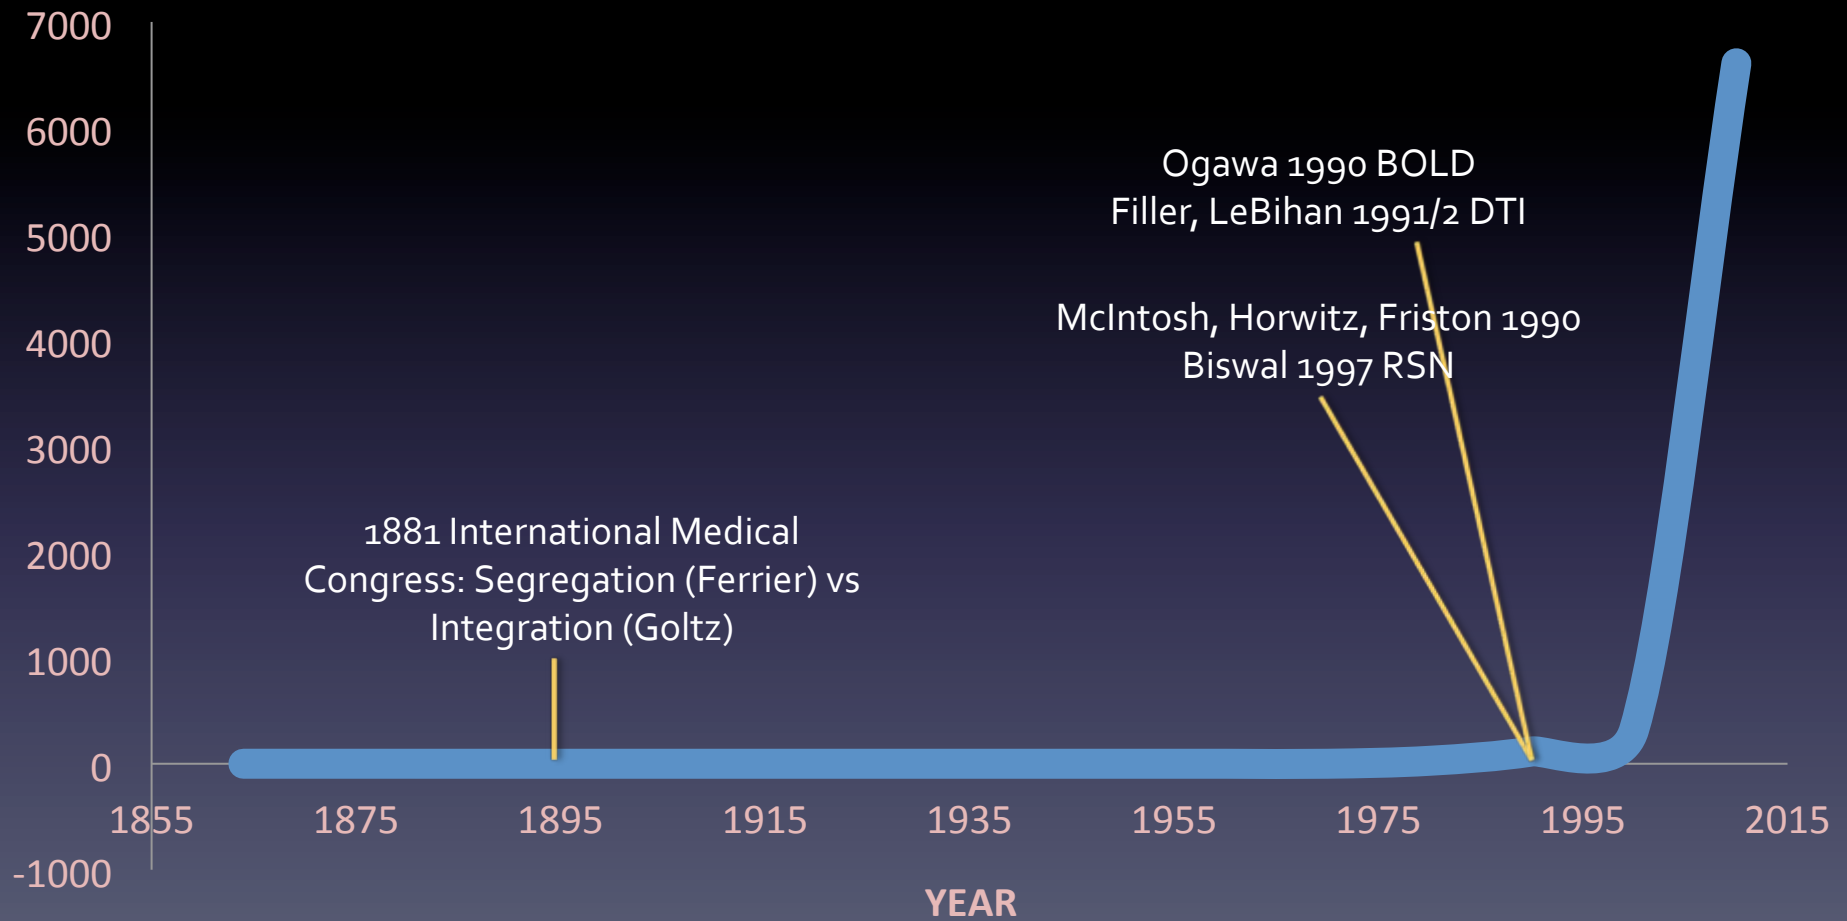 7000
6000
5000
4000
3000
2000
1000
0
-1000
Ogawa 1990 BOLD
Filler, LeBihan 1991/2 DTI
McIntosh, Horwitz, Friston 1990
Biswal 1997 RSN
1881 International Medical
Congress: Segregation (Ferrier) vs
Integration (Goltz)
1855 1875 1895 1915 1935 1955 1975 1995 2015
YEAR